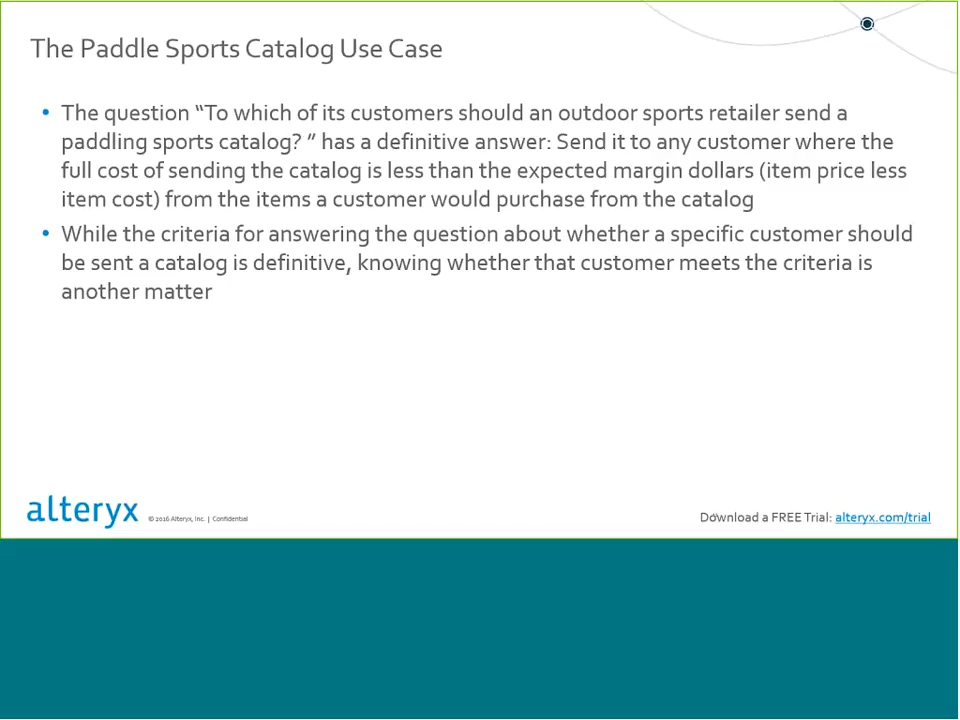 The Paddle Sports Catalog Use Case
• The question “To which of its customers should an outdoor sports retailer send a
paddling sports catalog? ” has a definitive answer: Send it to any customer where the
full cost of sending the catalog is less than the expected margin dollars (item price less
item cost) from the items a customer would purchase from the catalog
• While the criteria for answering the question about whether a specific customer should
be sent a catalog is definitive, knowing whether that customer meets the criteria is
another matter
alteryx © 2016 Alteryx, Inc. | Confidential
Download a FREE Trial: alteryx.com/trial